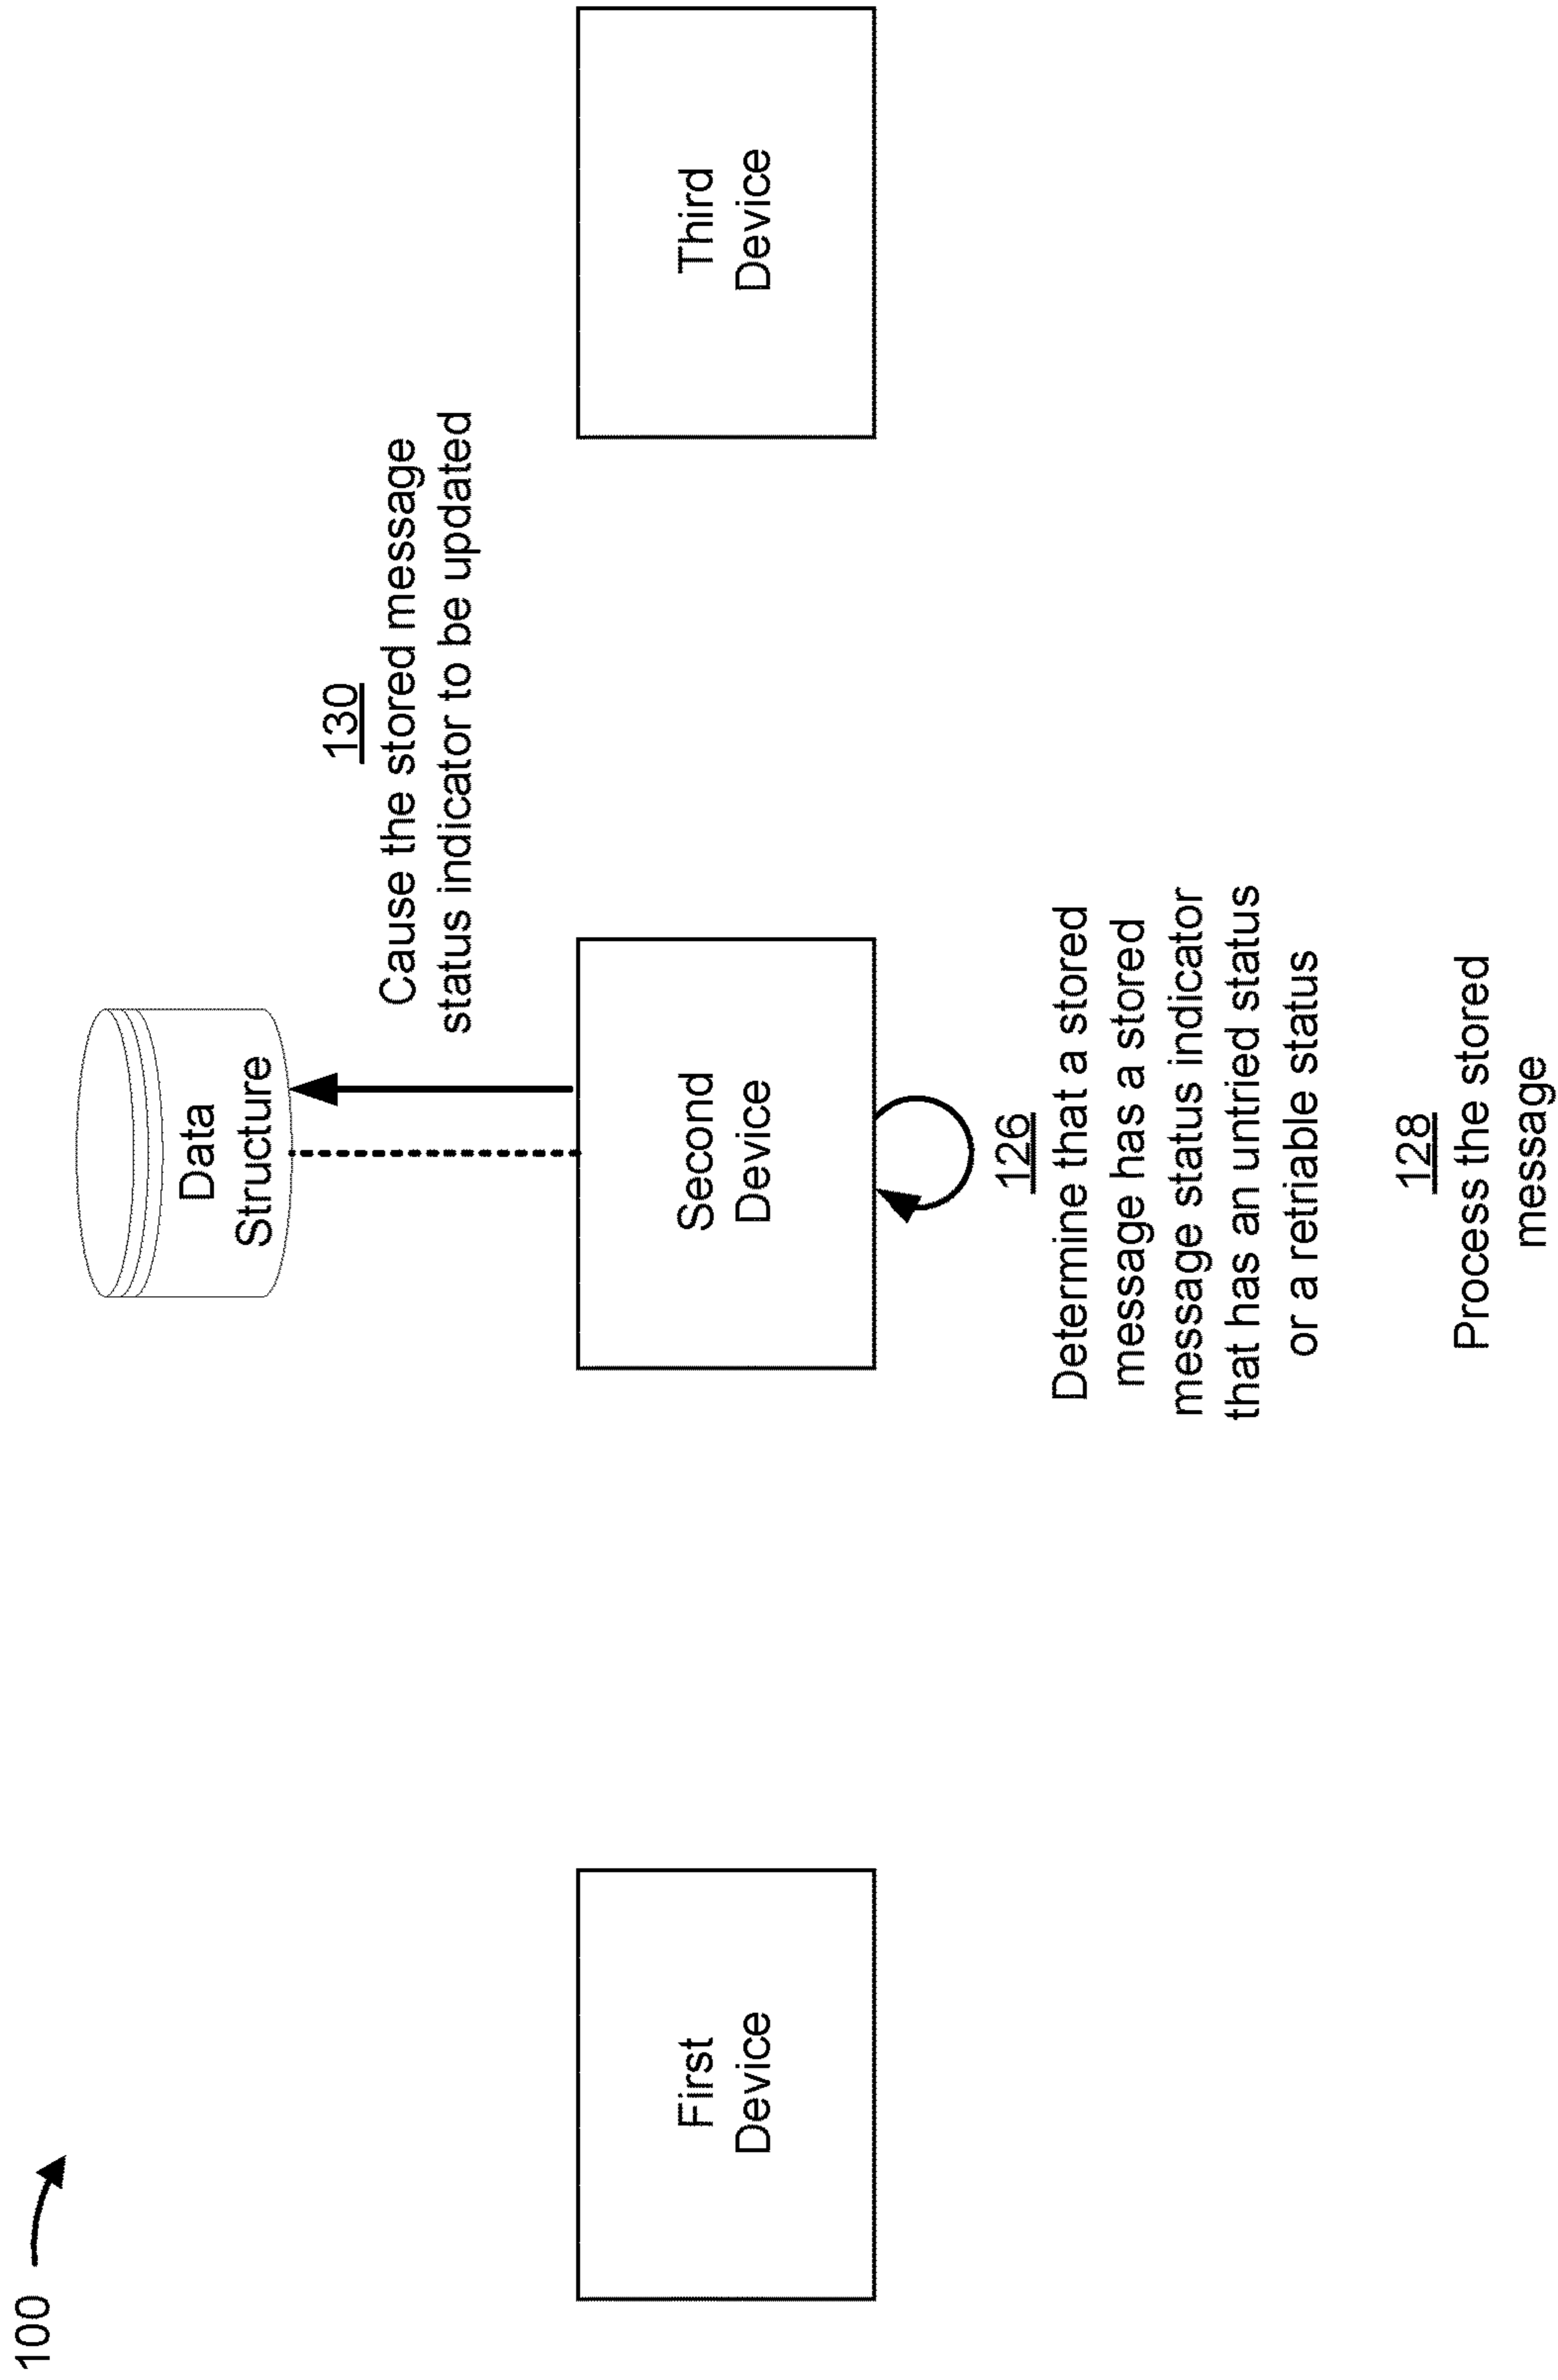 100
Data
Structure
130
Cause the stored message
status indicator to be updated
First
Device
Second
Device
Third
Device
126
Determine that a stored
message has a stored
message status indicator
that has an untried status
or a retriable status
128
Process the stored
message